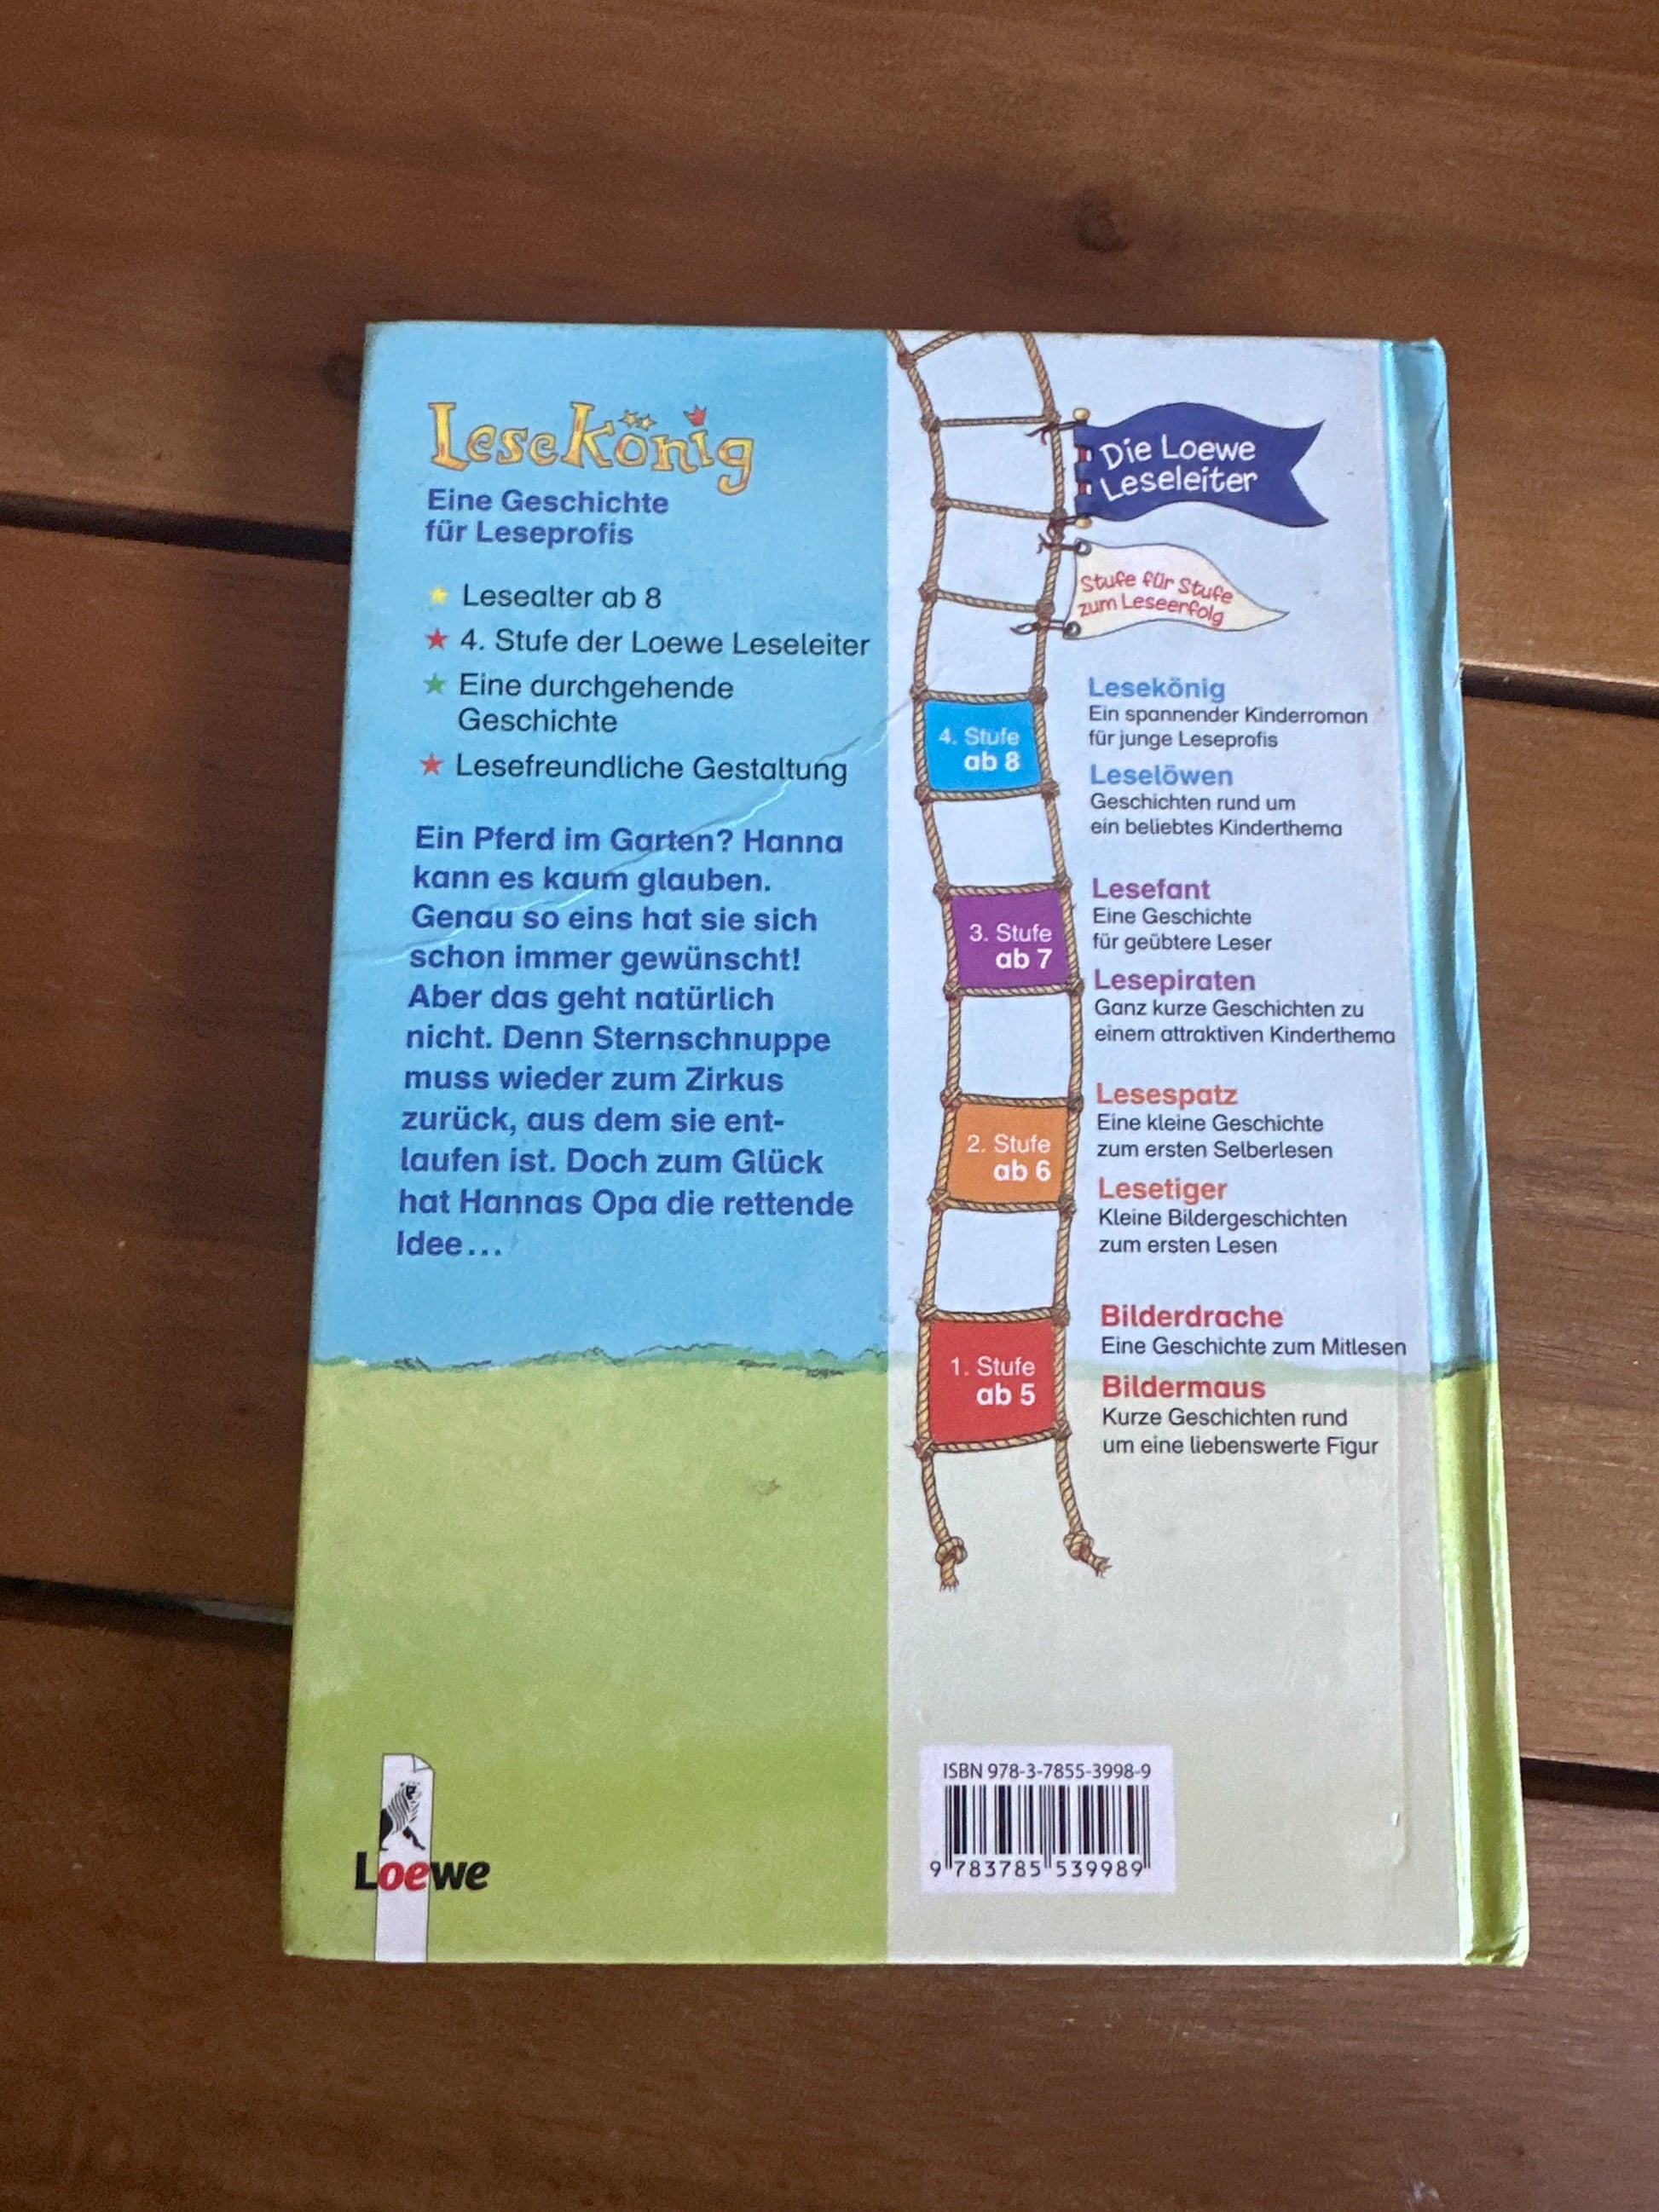 Lesekönig
Eine Geschichte
für Leseprofis
Lesealter ab 8
4. Stufe der Loewe Leseleiter
Eine durchgehende
Geschichte
Lesefreundliche Gestaltung
Ein Pferd im Garten? Hanna
kann es kaum glauben.
Genau so eins hat sie sich
schon immer gewünscht!
Aber das geht natürlich
nicht. Denn Sternschnuppe
muss wieder zum Zirkus
zurück, aus dem sie ent-
laufen ist. Doch zum Glück
hat Hannas Opa die rettende
Idee...
Loewe
Die Loewe
Leseleiter
Stufe für Stufe
zum Leseerfolg
4. Stufe
ab 8
Lesekönig
Ein spannender Kinderroman
für junge Leseprofis
Leselöwen
Geschichten rund um
ein beliebtes Kinderthema
3. Stufe
ab 7
Lesefant
Eine Geschichte
für geübtere Leser
Lesepiraten
Ganz kurze Geschichten zu
einem attraktiven Kinderthema
2. Stufe
ab 6
Lesespatz
Eine kleine Geschichte
zum ersten Selberlesen
Lesetiger
Kleine Bildergeschichten
zum ersten Lesen
1. Stufe
ab 5
Bilderdrache
Eine Geschichte zum Mitlesen
Bildermaus
Kurze Geschichten rund
um eine liebenswerte Figur
ISBN 978-3-7855-3998-9
9 783785 539989